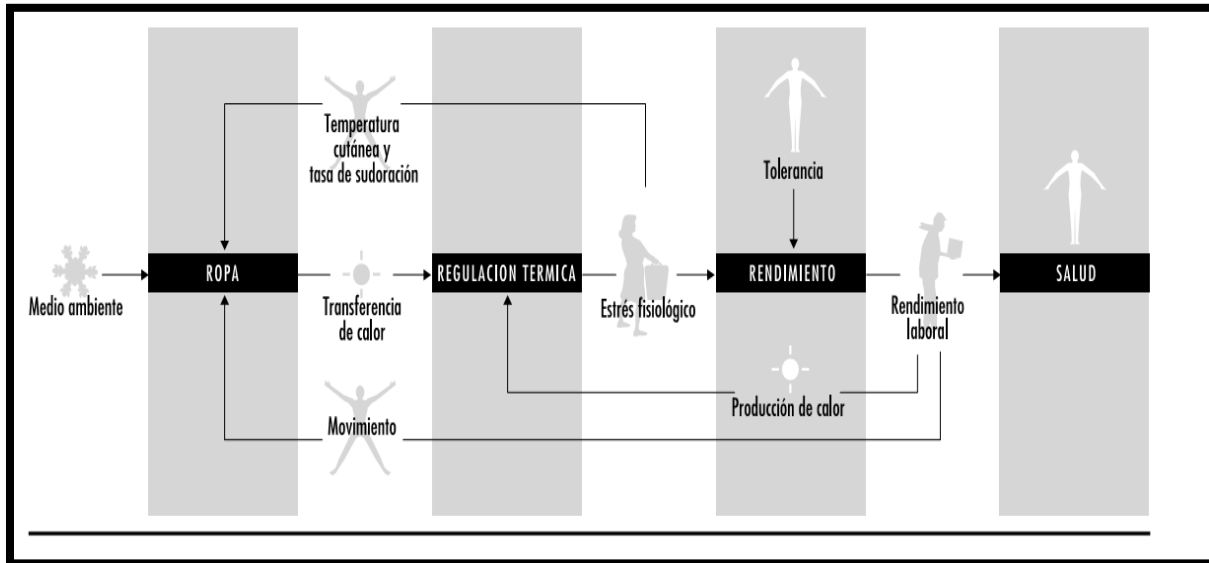 Temperatura
cutánea y
tasa de sudoración
Tolerancia
Medio ambiente
ROPA
Transferencia
de calor
REGULACION TERMICA
Estrés fisiológico
RENDIMIENTO
Rendimiento
laboral
SALUD
Producción de calor
Movimiento